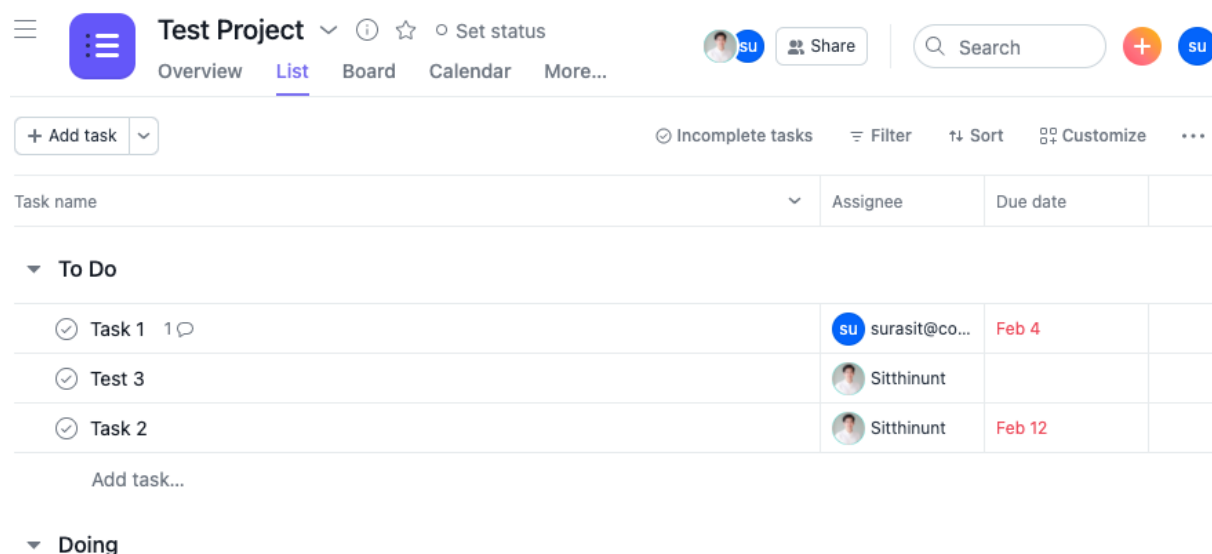 Test Project Set status
su Share Search su
Overview List Board Calendar More...
+ Add task Incomplete tasks Filter Sort Customize
Task name Assignee Due date
To Do
Task 1 1 su surasit@co... Feb 4
Test 3 Sitthinunt
Task 2 Sitthinunt Feb 12
Add task...
Doing